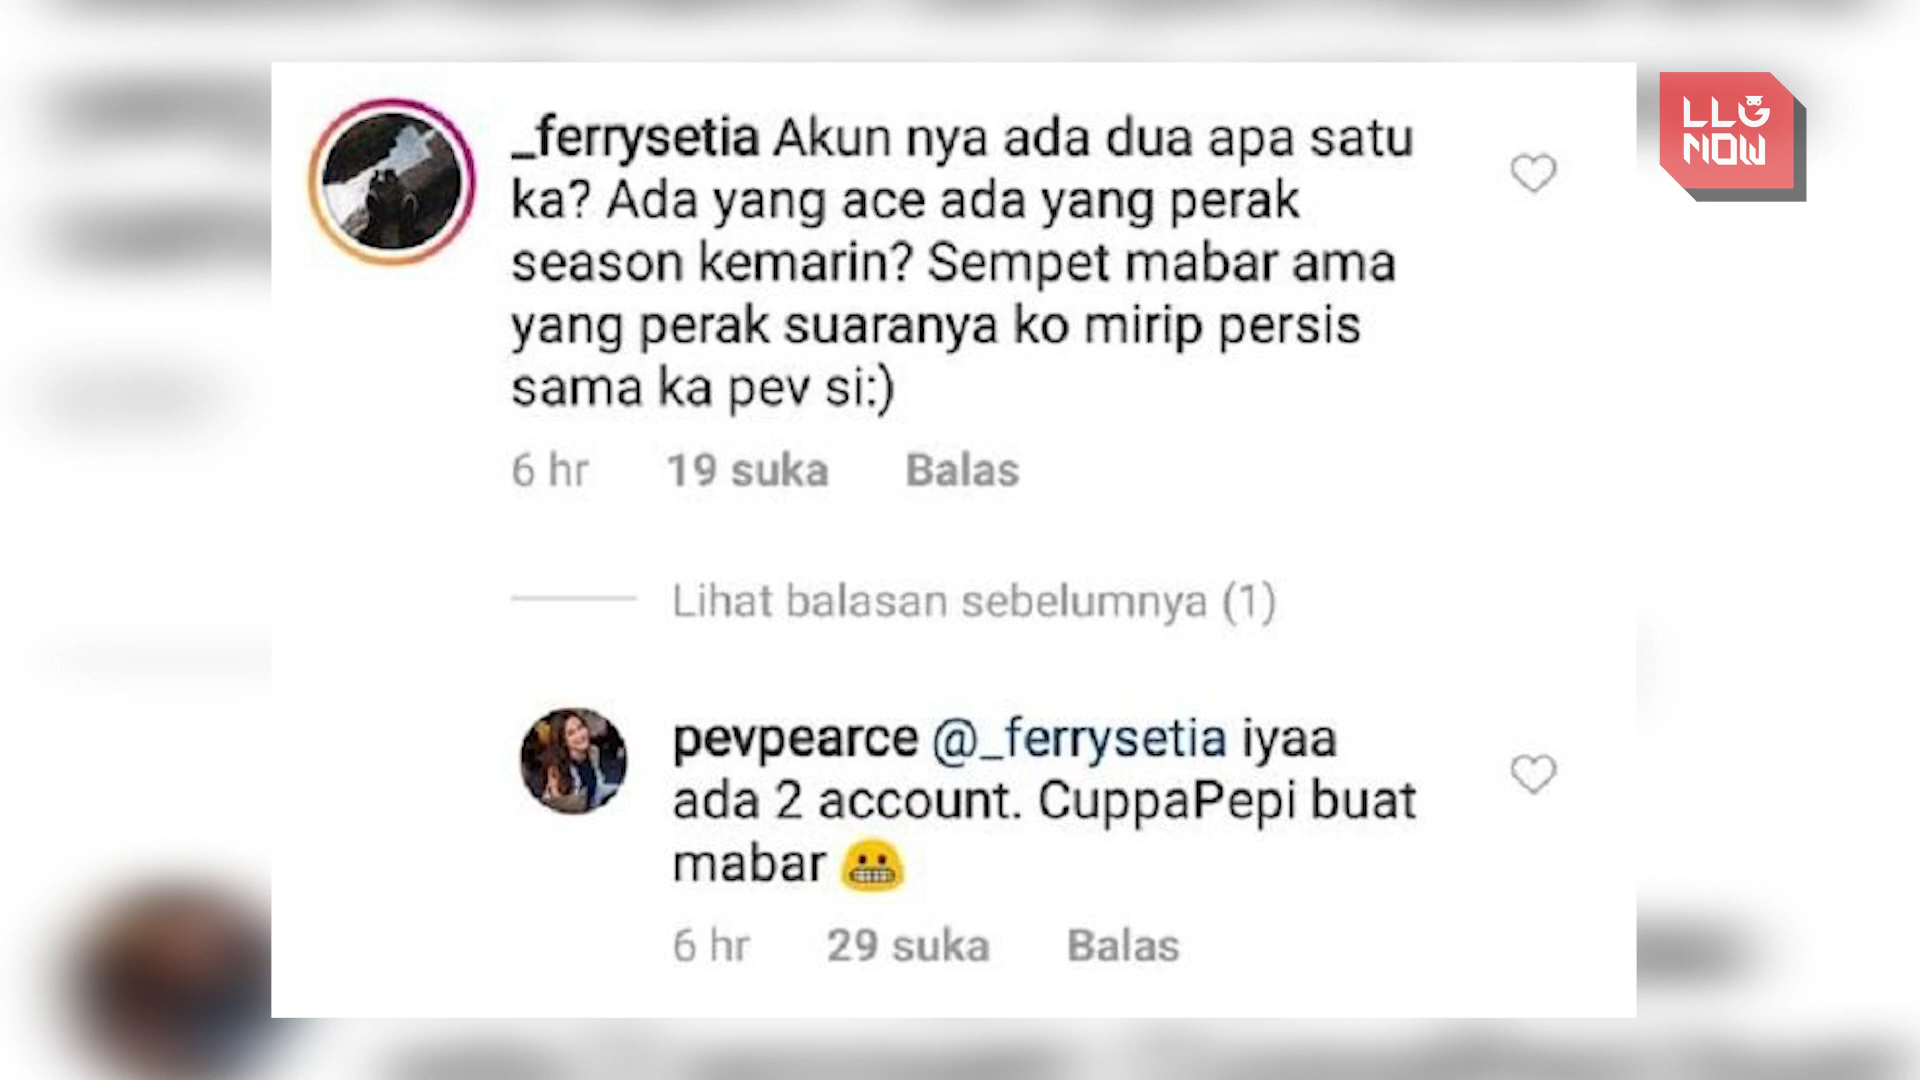 _ferrysetia Akun nya ada dua apa satu
ka? Ada yang ace ada yang perak
season kemarin? Sempet mabar ama
yang perak suaranya ko mirip persis
sama ka pev si:)
6 hr 19 suka Balas
Lihat balasan sebelumnya (1)
pevpearce @_ferrysetia iyaa
ada 2 account. CuppaPepi buat
mabar 😬
6 hr 29 suka Balas
LLG
NOW